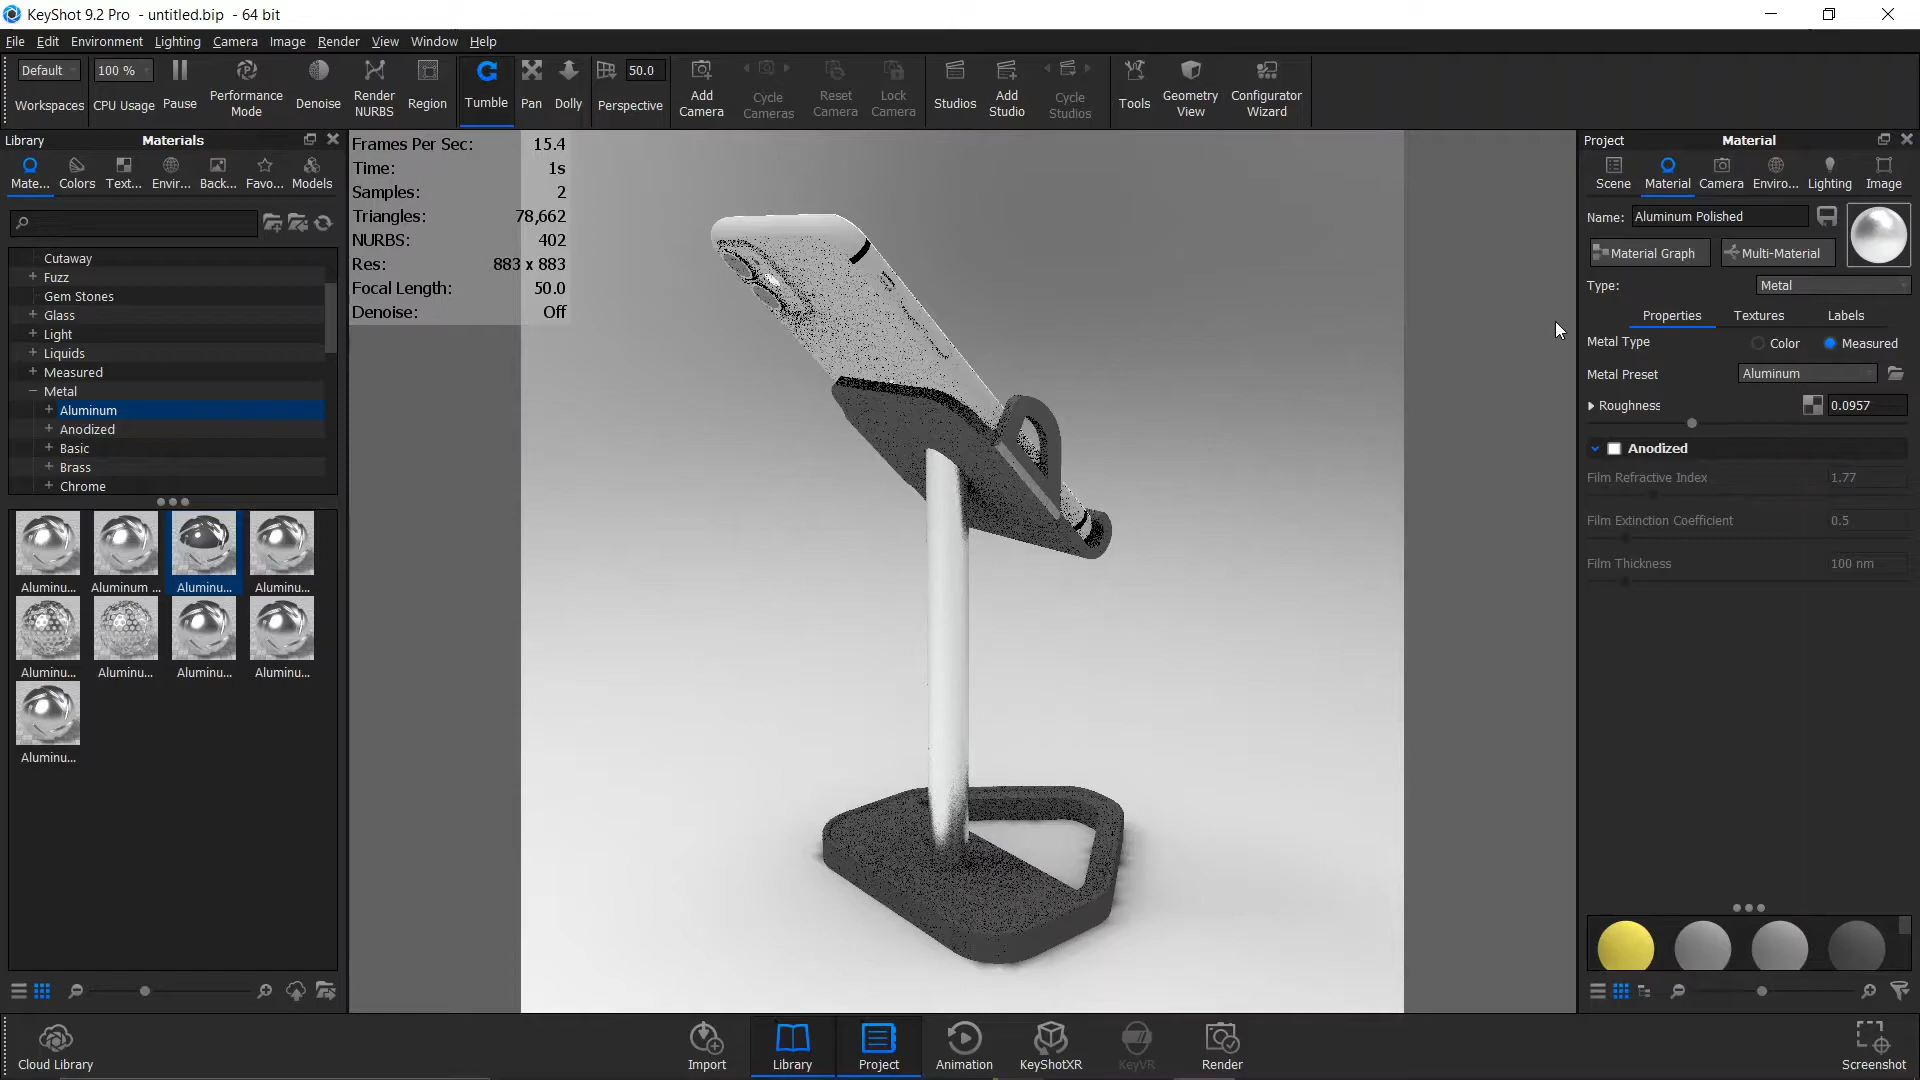 KeyShot 9.2 Pro - untitled.bip - 64 bit
File Edit Environment Lighting Camera Image Render View Window Help
Default 100 % 50.0
Workspaces CPU Usage Pause Performance Mode Denoise Render NURBS Region Tumble Pan Dolly Perspective Add Camera Cycle Cameras Reset Camera Lock Camera Studios Add Studio Cycle Studios Tools Geometry View Configurator Wizard
Library Materials
Mate... Colors Text... Envir... Back... Favo... Models
Cutaway
Fuzz
Gem Stones
Glass
Light
Liquids
Measured
Metal
Aluminum
Anodized
Basic
Brass
Chrome
Aluminu... Aluminum ... Aluminu... Aluminu...
Aluminu... Aluminu... Aluminu... Aluminu...
Aluminu...
Frames Per Sec: 15.4
Time: 1s
Samples: 2
Triangles: 78,662
NURBS: 402
Res: 883 x 883
Focal Length: 50.0
Denoise: Off
Project Material
Scene Material Camera Enviro... Lighting Image
Name: Aluminum Polished
Material Graph Multi-Material
Type: Metal
Properties Textures Labels
Metal Type Color Measured
Metal Preset Aluminum
Roughness 0.0957
Anodized
Film Refractive Index 1.77
Film Extinction Coefficient 0.5
Film Thickness 100 nm
Cloud Library Import Library Project Animation KeyShotXR KeyVR Render Screenshot